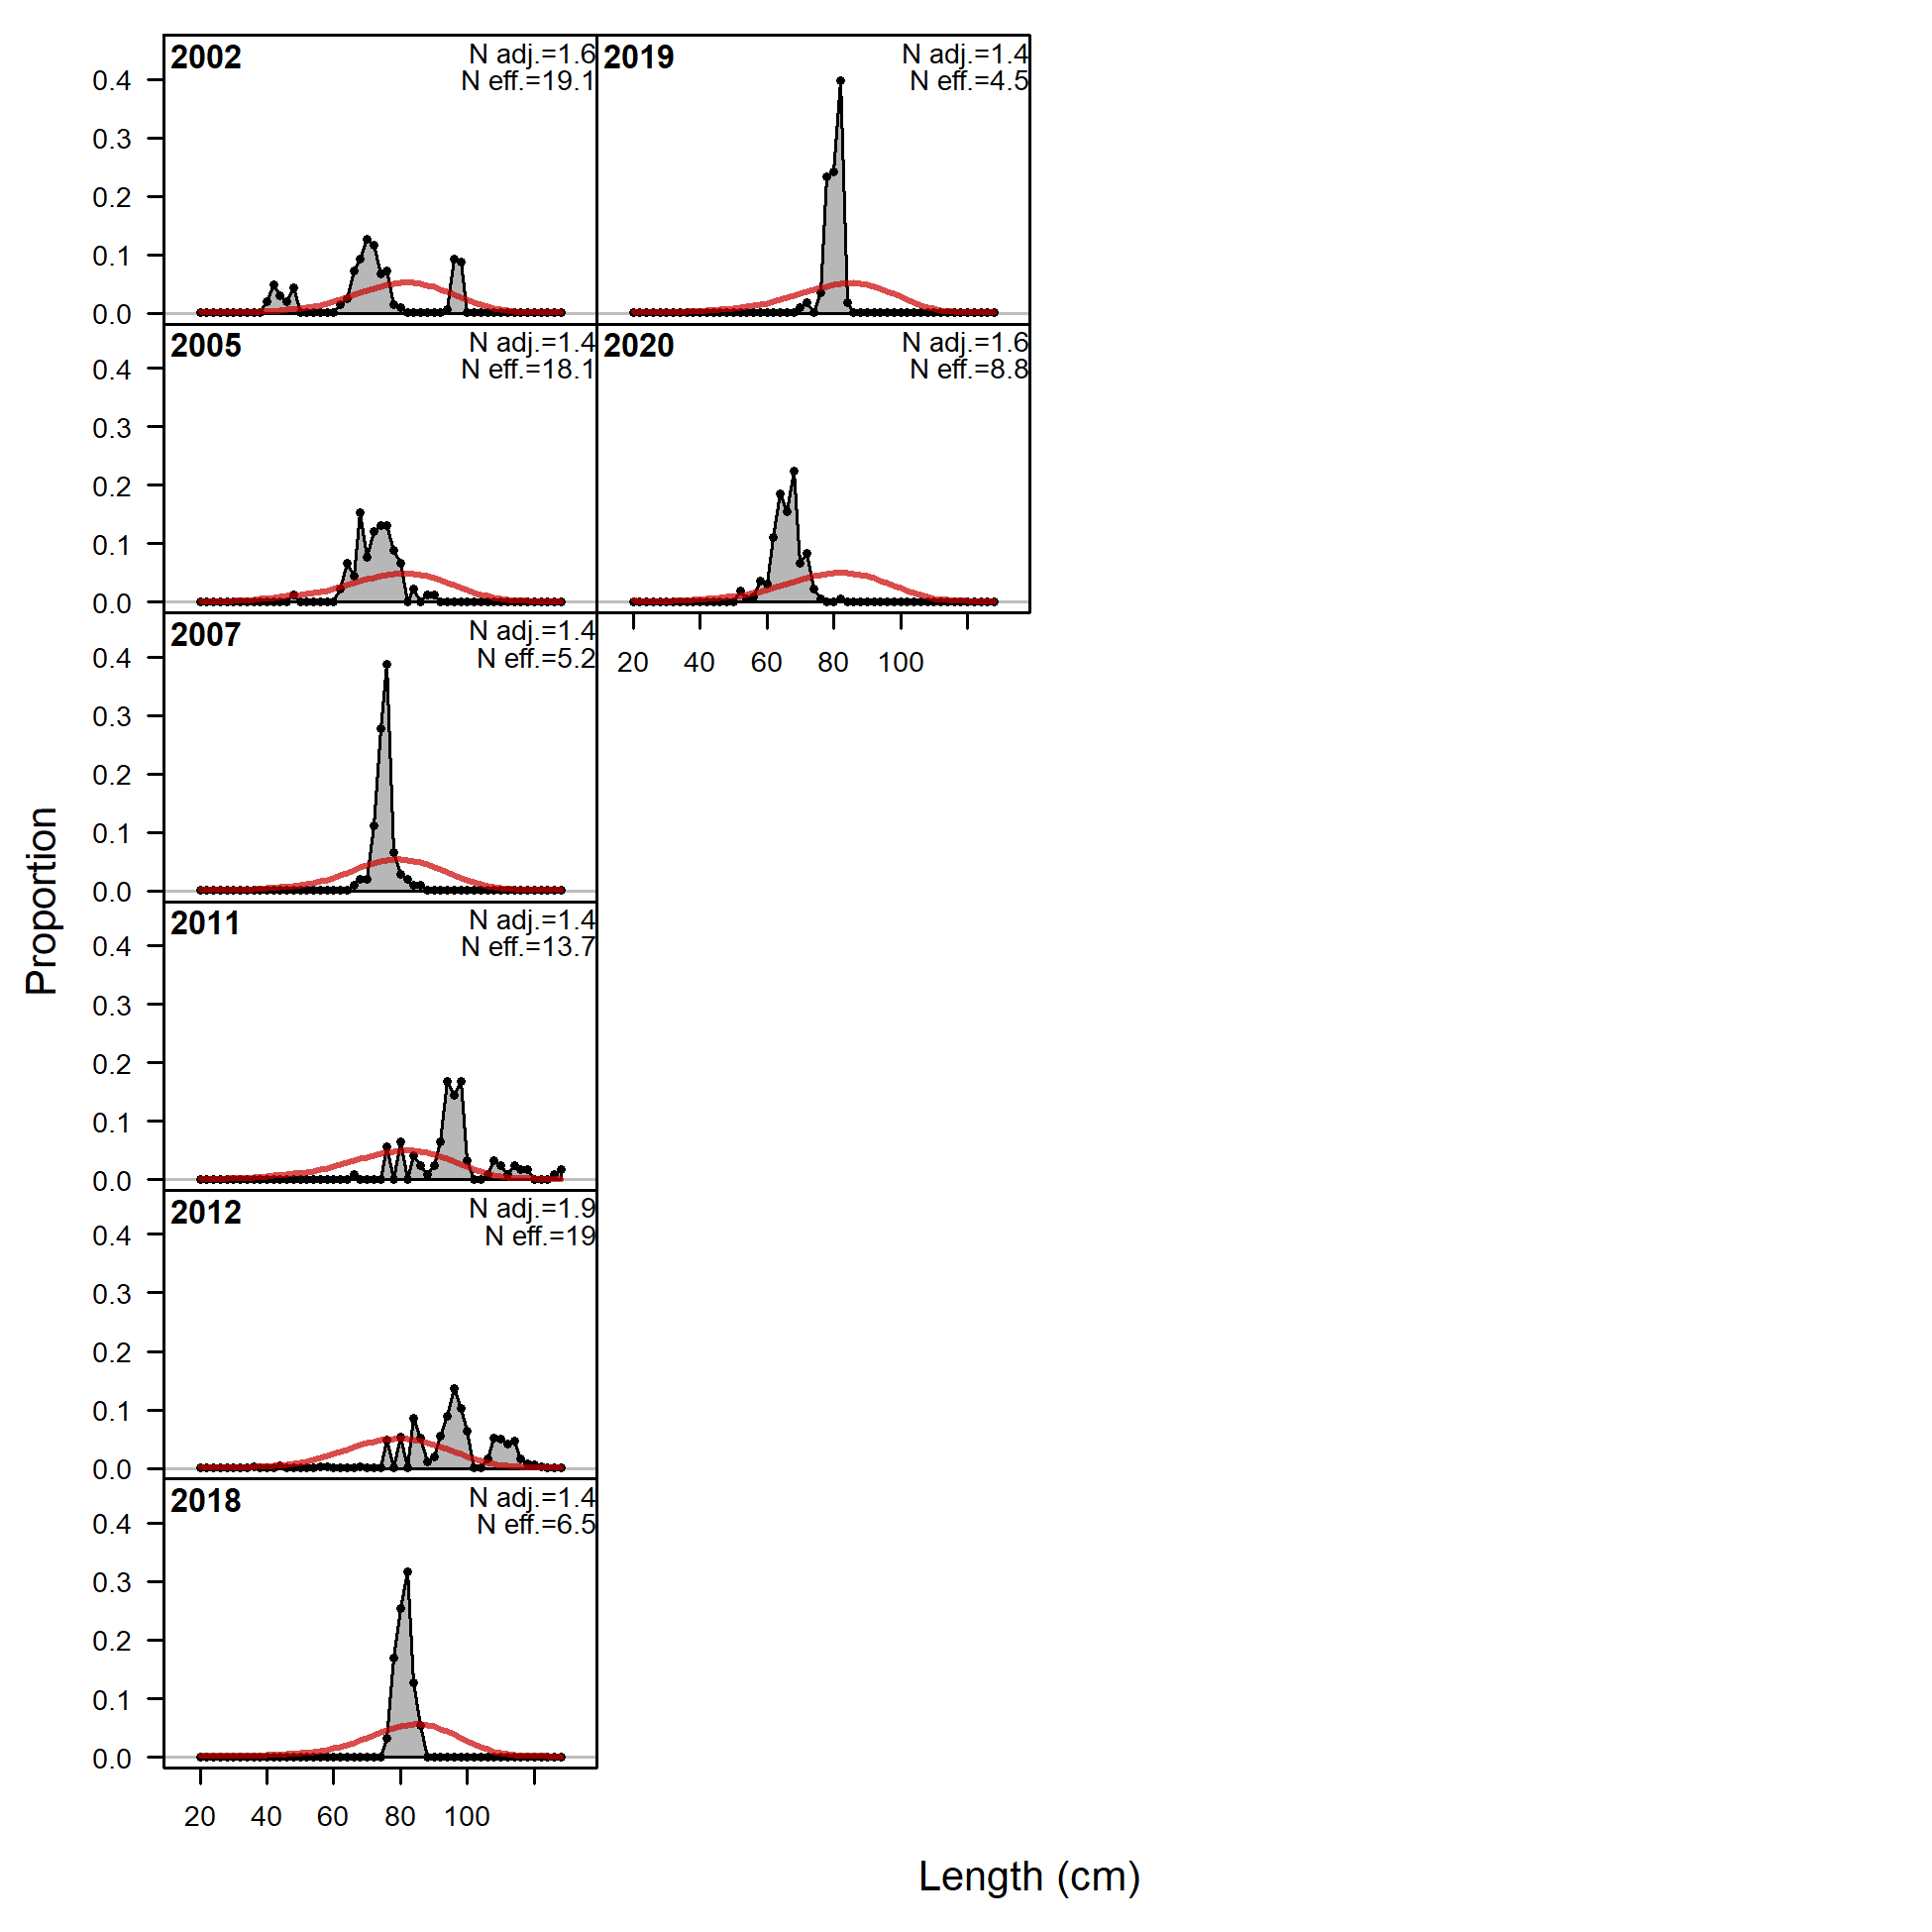 2002
N adj.=1.6
N eff.=19.1
0.4
0.3
0.2
0.1
0.0
2005
N adj.=1.4
N eff.=18.1
0.4
0.3
0.2
0.1
0.0
2007
N adj.=1.4
N eff.=5.2
0.4
0.3
0.2
0.1
0.0
2011
N adj.=1.4
N eff.=13.7
0.4
0.3
0.2
0.1
0.0
2012
N adj.=1.9
N eff.=19
0.4
0.3
0.2
0.1
0.0
2018
N adj.=1.4
N eff.=6.5
0.4
0.3
0.2
0.1
0.0
20 40 60 80 100
2019
N adj.=1.4
N eff.=4.5
2020
N adj.=1.6
N eff.=8.8
20 40 60 80 100
Proportion
Length (cm)